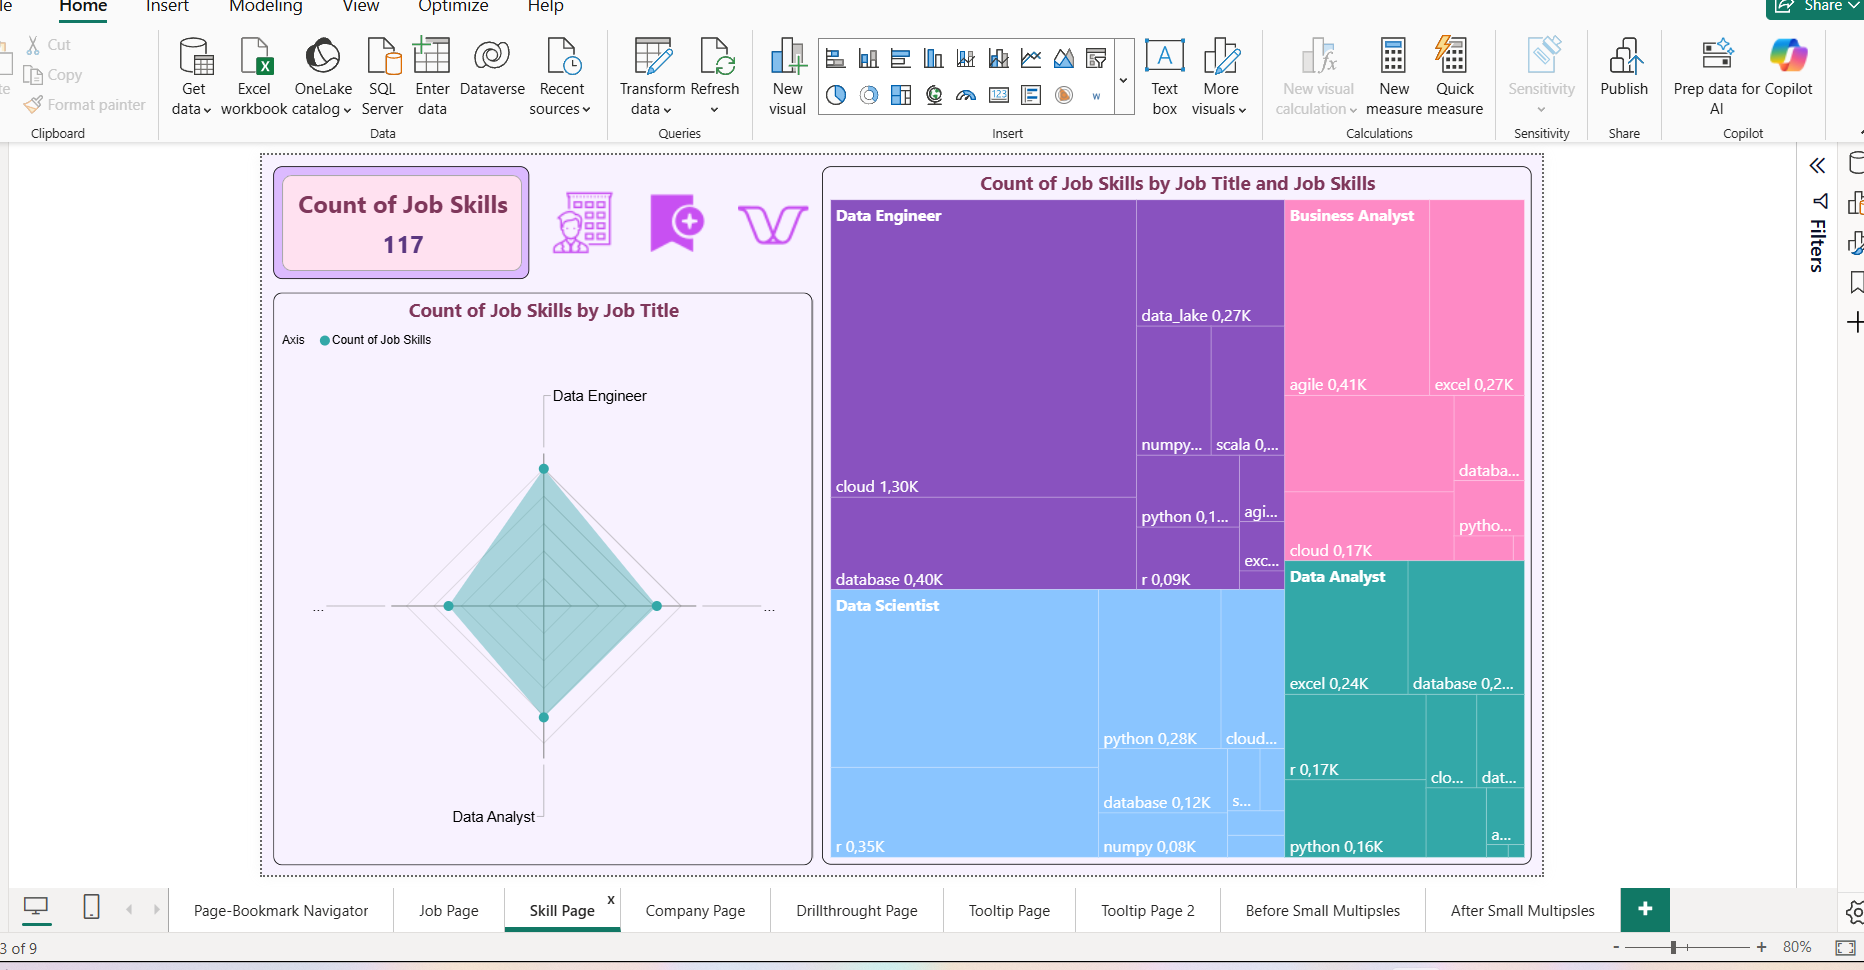 Home Insert Modeling View Optimize Help
Share
Cut
Copy
Format painter
Clipboard
Get data
Excel workbook
OneLake catalog
SQL Server
Enter data
Dataverse
Recent sources
Data
Transform data
Refresh
Queries
New visual
Text box
More visuals
Insert
New visual calculation
New measure
Quick measure
Calculations
Sensitivity
Sensitivity
Publish
Share
Prep data for AI
Copilot
Copilot
Filters
Count of Job Skills
117
Count of Job Skills by Job Title
Axis
Count of Job Skills
Data Engineer
...
...
Data Analyst
Count of Job Skills by Job Title and Job Skills
Data Engineer
cloud 1,30K
database 0,40K
data_lake 0,27K
numpy...
scala 0,...
python 0,1...
agi...
exc...
r 0,09K
Business Analyst
agile 0,41K
excel 0,27K
databa...
pytho...
cloud 0,17K
Data Scientist
r 0,35K
python 0,28K
cloud...
database 0,12K
s...
numpy 0,08K
Data Analyst
excel 0,24K
database 0,2...
r 0,17K
clo...
dat...
a...
python 0,16K
Page-Bookmark Navigator
Job Page
Skill Page
x
Company Page
Drillthrought Page
Tooltip Page
Tooltip Page 2
Before Small Multipsles
After Small Multipsles
+
3 of 9
- + 80%